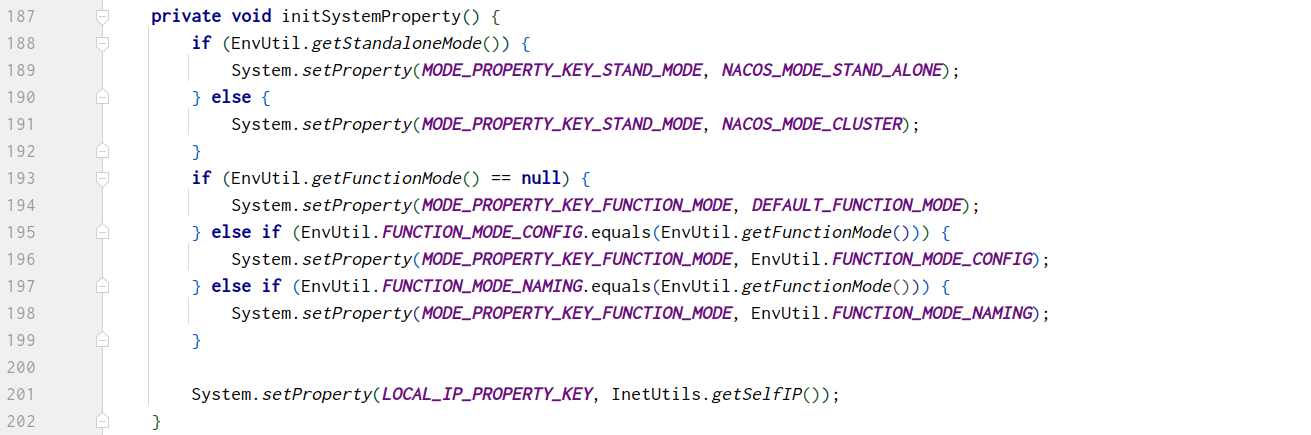 187 private void initSystemProperty() {
188 if (EnvUtil.getStandaloneMode()) {
189 System.setProperty(MODE_PROPERTY_KEY_STAND_MODE, NACOS_MODE_STAND_ALONE);
190 } else {
191 System.setProperty(MODE_PROPERTY_KEY_STAND_MODE, NACOS_MODE_CLUSTER);
192 }
193 if (EnvUtil.getFunctionMode() == null) {
194 System.setProperty(MODE_PROPERTY_KEY_FUNCTION_MODE, DEFAULT_FUNCTION_MODE);
195 } else if (EnvUtil.FUNCTION_MODE_CONFIG.equals(EnvUtil.getFunctionMode())) {
196 System.setProperty(MODE_PROPERTY_KEY_FUNCTION_MODE, EnvUtil.FUNCTION_MODE_CONFIG);
197 } else if (EnvUtil.FUNCTION_MODE_NAMING.equals(EnvUtil.getFunctionMode())) {
198 System.setProperty(MODE_PROPERTY_KEY_FUNCTION_MODE, EnvUtil.FUNCTION_MODE_NAMING);
199 }
200
201 System.setProperty(LOCAL_IP_PROPERTY_KEY, InetUtils.getSelfIP());
202 }